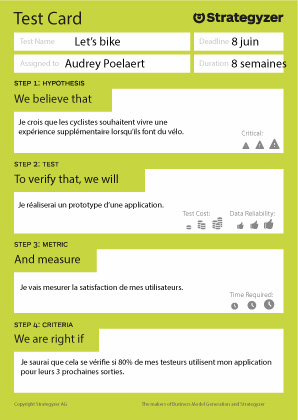 Test Card
Strategyzer
Test Name Let's bike
Deadline 8 juin
Assigned to Audrey Poelaert
Duration 8 semaines
STEP 1: HYPOTHESIS
We believe that
Je crois que les cyclistes souhaitent vivre une
expérience supplémentaire lorsqu'ils font du vélo.
Critical:
STEP 2: TEST
To verify that, we will
Je réaliserai un prototype d'une application.
Test Cost:
Data Reliability:
STEP 3: METRIC
And measure
Je vais mesurer la satisfaction de mes utilisateurs.
Time Required:
STEP 4: CRITERIA
We are right if
Je saurai que cela se vérifie si 80% de mes testeurs utilisent mon application
pour leurs 3 prochaines sorties.
Copyright Strategyzer AG
The makers of Business Model Generation and Strategyzer